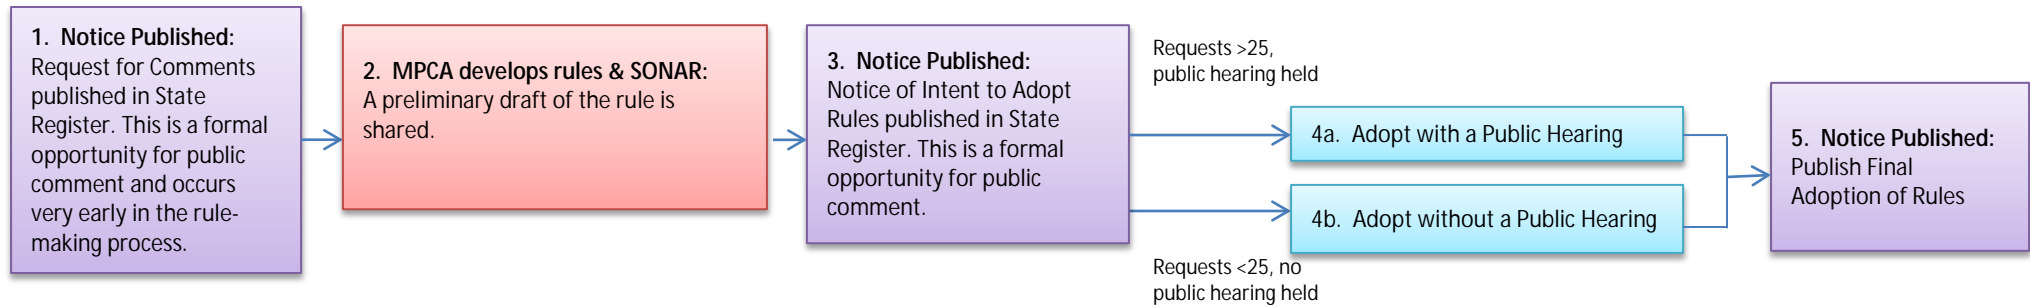 1. Notice Published:
Request for Comments
published in State
Register. This is a formal
opportunity for public
comment and occurs
very early in the rule-
making process.
2. MPCA develops rules & SONAR:
A preliminary draft of the rule is
shared.
3. Notice Published:
Notice of Intent to Adopt
Rules published in State
Register. This is a formal
opportunity for public
comment.
Requests >25,
public hearing held
4a. Adopt with a Public Hearing
4b. Adopt without a Public Hearing
Requests <25, no
public hearing held
5. Notice Published:
Publish Final
Adoption of Rules